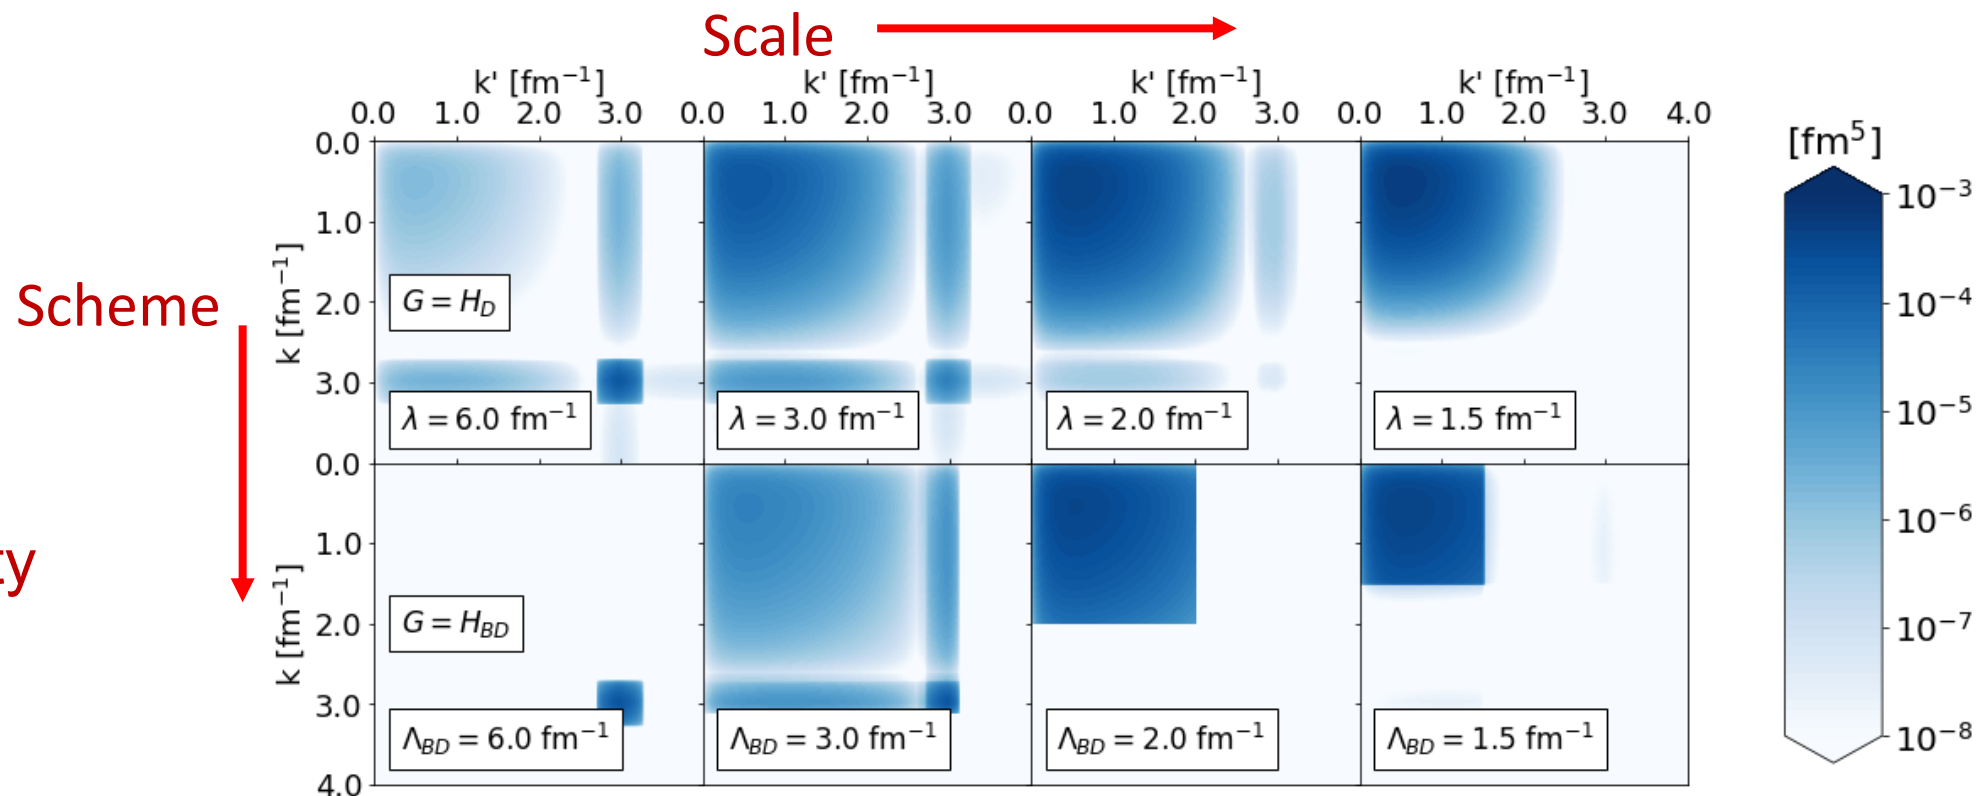 Scale
k' [fm⁻¹] k' [fm⁻¹] k' [fm⁻¹] k' [fm⁻¹]
0.0 1.0 2.0 3.0 0.0 1.0 2.0 3.0 0.0 1.0 2.0 3.0 0.0 1.0 2.0 3.0 4.0
[fm⁵]
Scheme
k [fm⁻¹]
0.0
1.0
2.0
3.0
G = H_D
λ = 6.0 fm⁻¹ λ = 3.0 fm⁻¹ λ = 2.0 fm⁻¹ λ = 1.5 fm⁻¹
ty
k [fm⁻¹]
0.0
1.0
2.0
3.0
4.0
G = H_BD
Λ_BD = 6.0 fm⁻¹ Λ_BD = 3.0 fm⁻¹ Λ_BD = 2.0 fm⁻¹ Λ_BD = 1.5 fm⁻¹
10⁻³
10⁻⁴
10⁻⁵
10⁻⁶
10⁻⁷
10⁻⁸